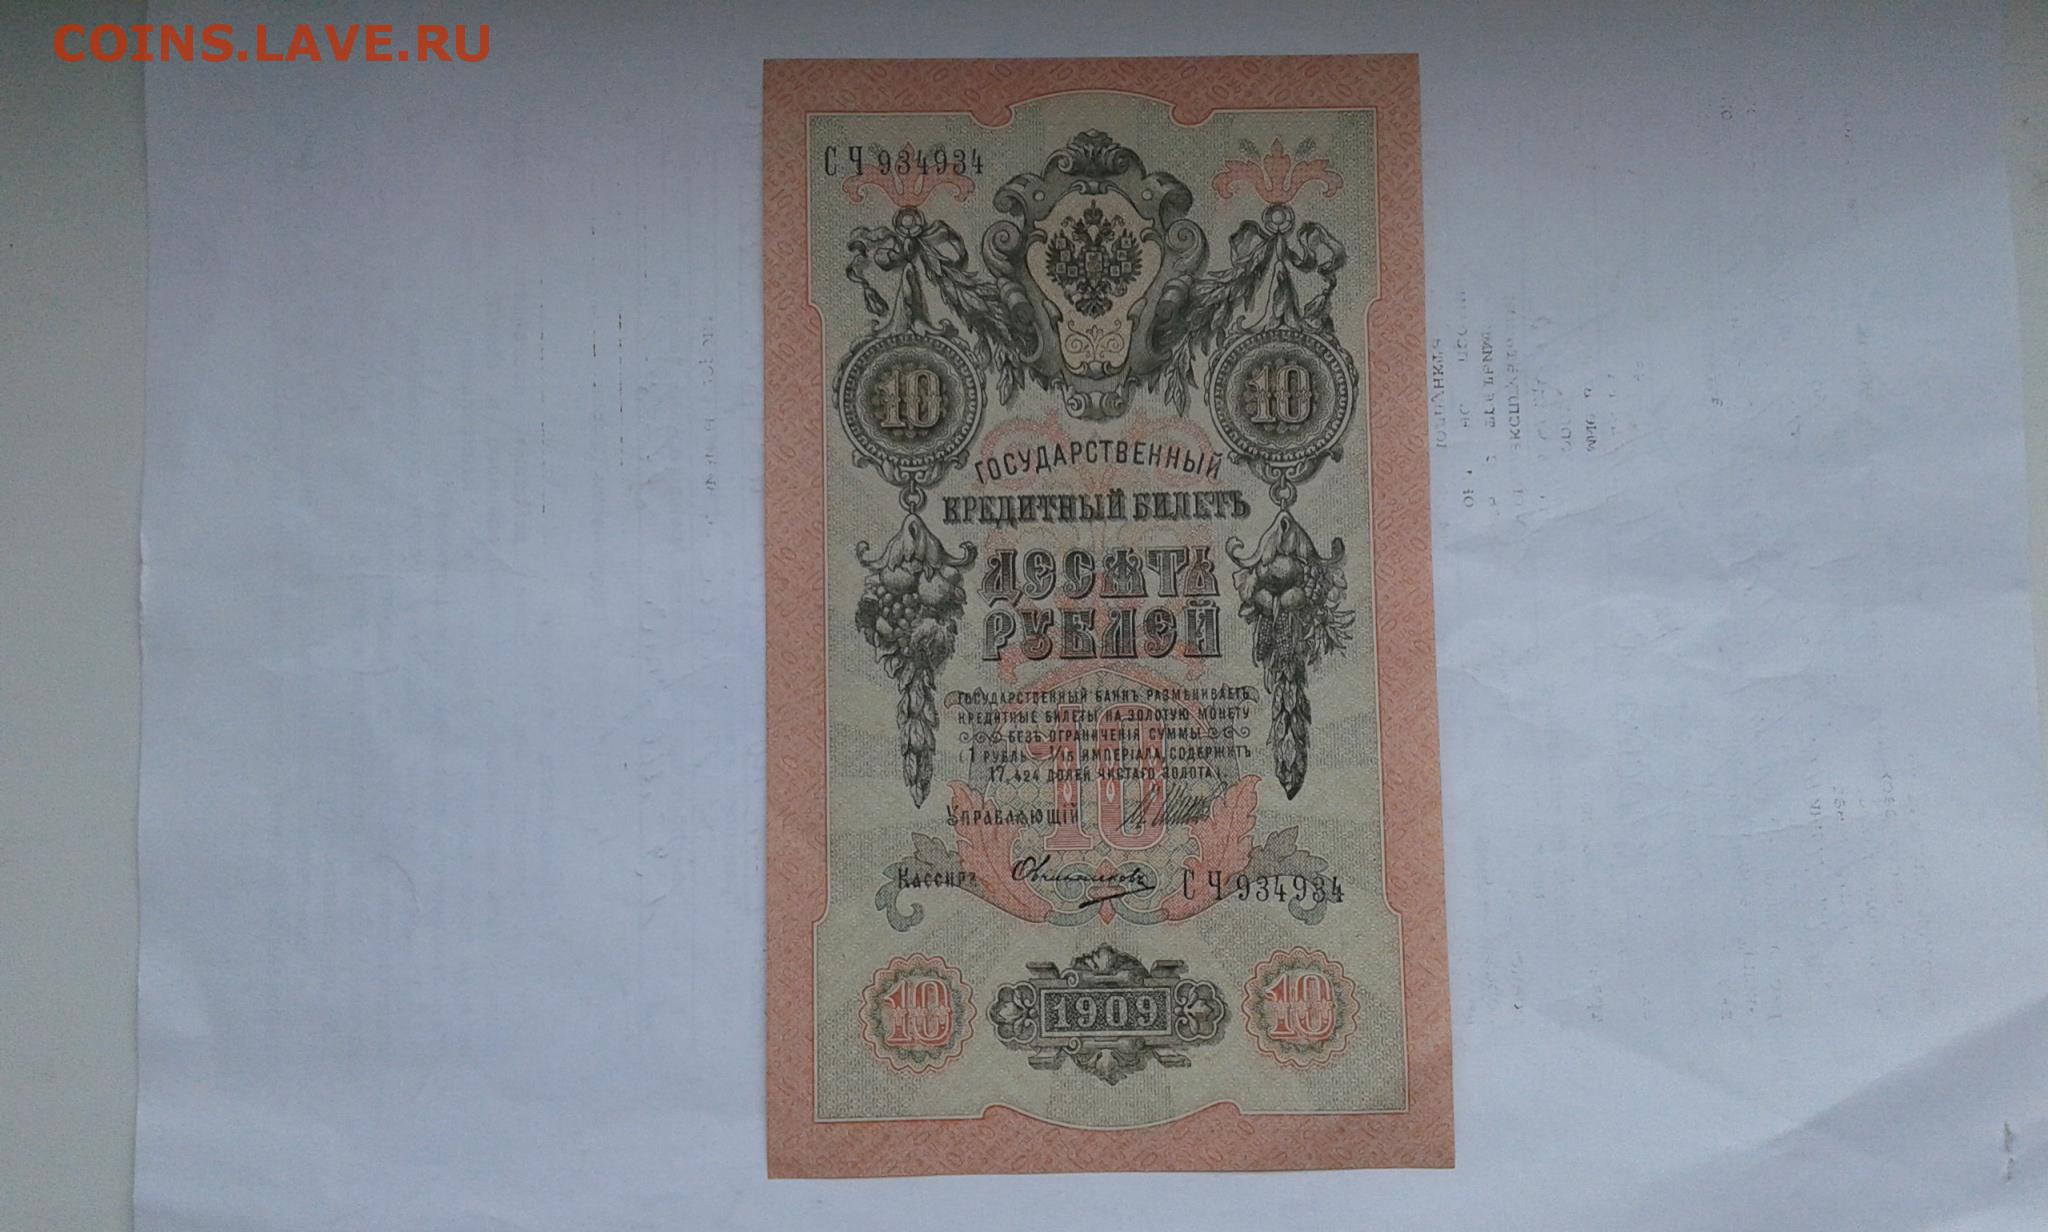 COINS.LAVE.RU
СЧ 934934
10 10
ГОСУДАРСТВЕННЫЙ
КРЕДИТНЫЙ БИЛЕТЪ
ДЕСЯТЬ
РУБЛЕЙ
ГОСУДАРСТВЕННЫЙ БАНКЪ РАЗМѢНИВАЕТЪ
КРЕДИТНЫЕ БИЛЕТЫ НА ЗОЛОТУЮ МОНЕТУ
БЕЗЪ ОГРАНИЧЕНІЯ СУММЫ
(1 РУБЛЬ = 1/15 ИМПЕРІАЛА, СОДЕРЖИТЪ
17,424 ДОЛЕЙ ЧИСТАГО ЗОЛОТА).
10
УПРАВЛЯЮЩІЙ
Кассиръ Овчинниковъ СЧ 934934
10 1909 10